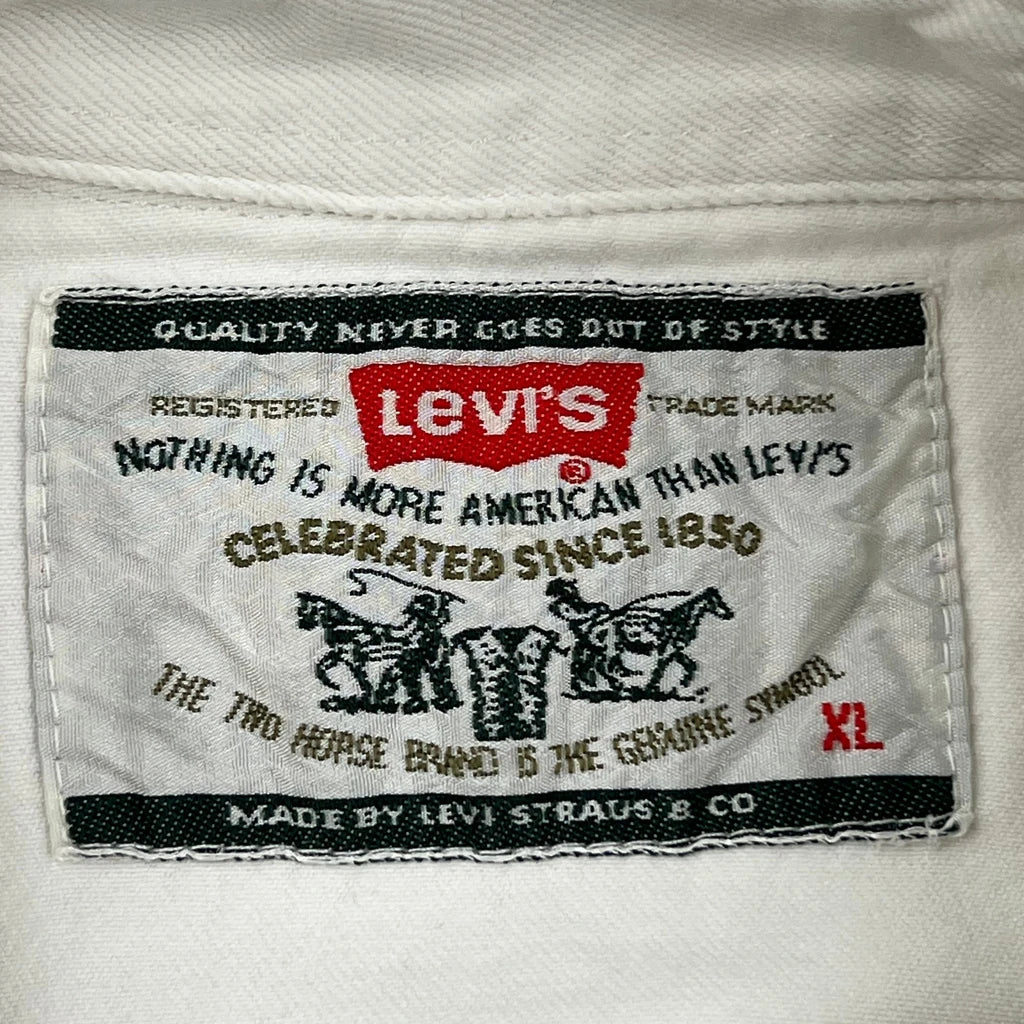 QUALITY NEVER GOES OUT OF STYLE
REGISTERED LEVI'S TRADE MARK
®
NOTHING IS MORE AMERICAN THAN LEVI'S
CELEBRATED SINCE 1850
THE TWO HORSE BRAND IS THE GENUINE SYMBOL
XL
MADE BY LEVI STRAUS & CO